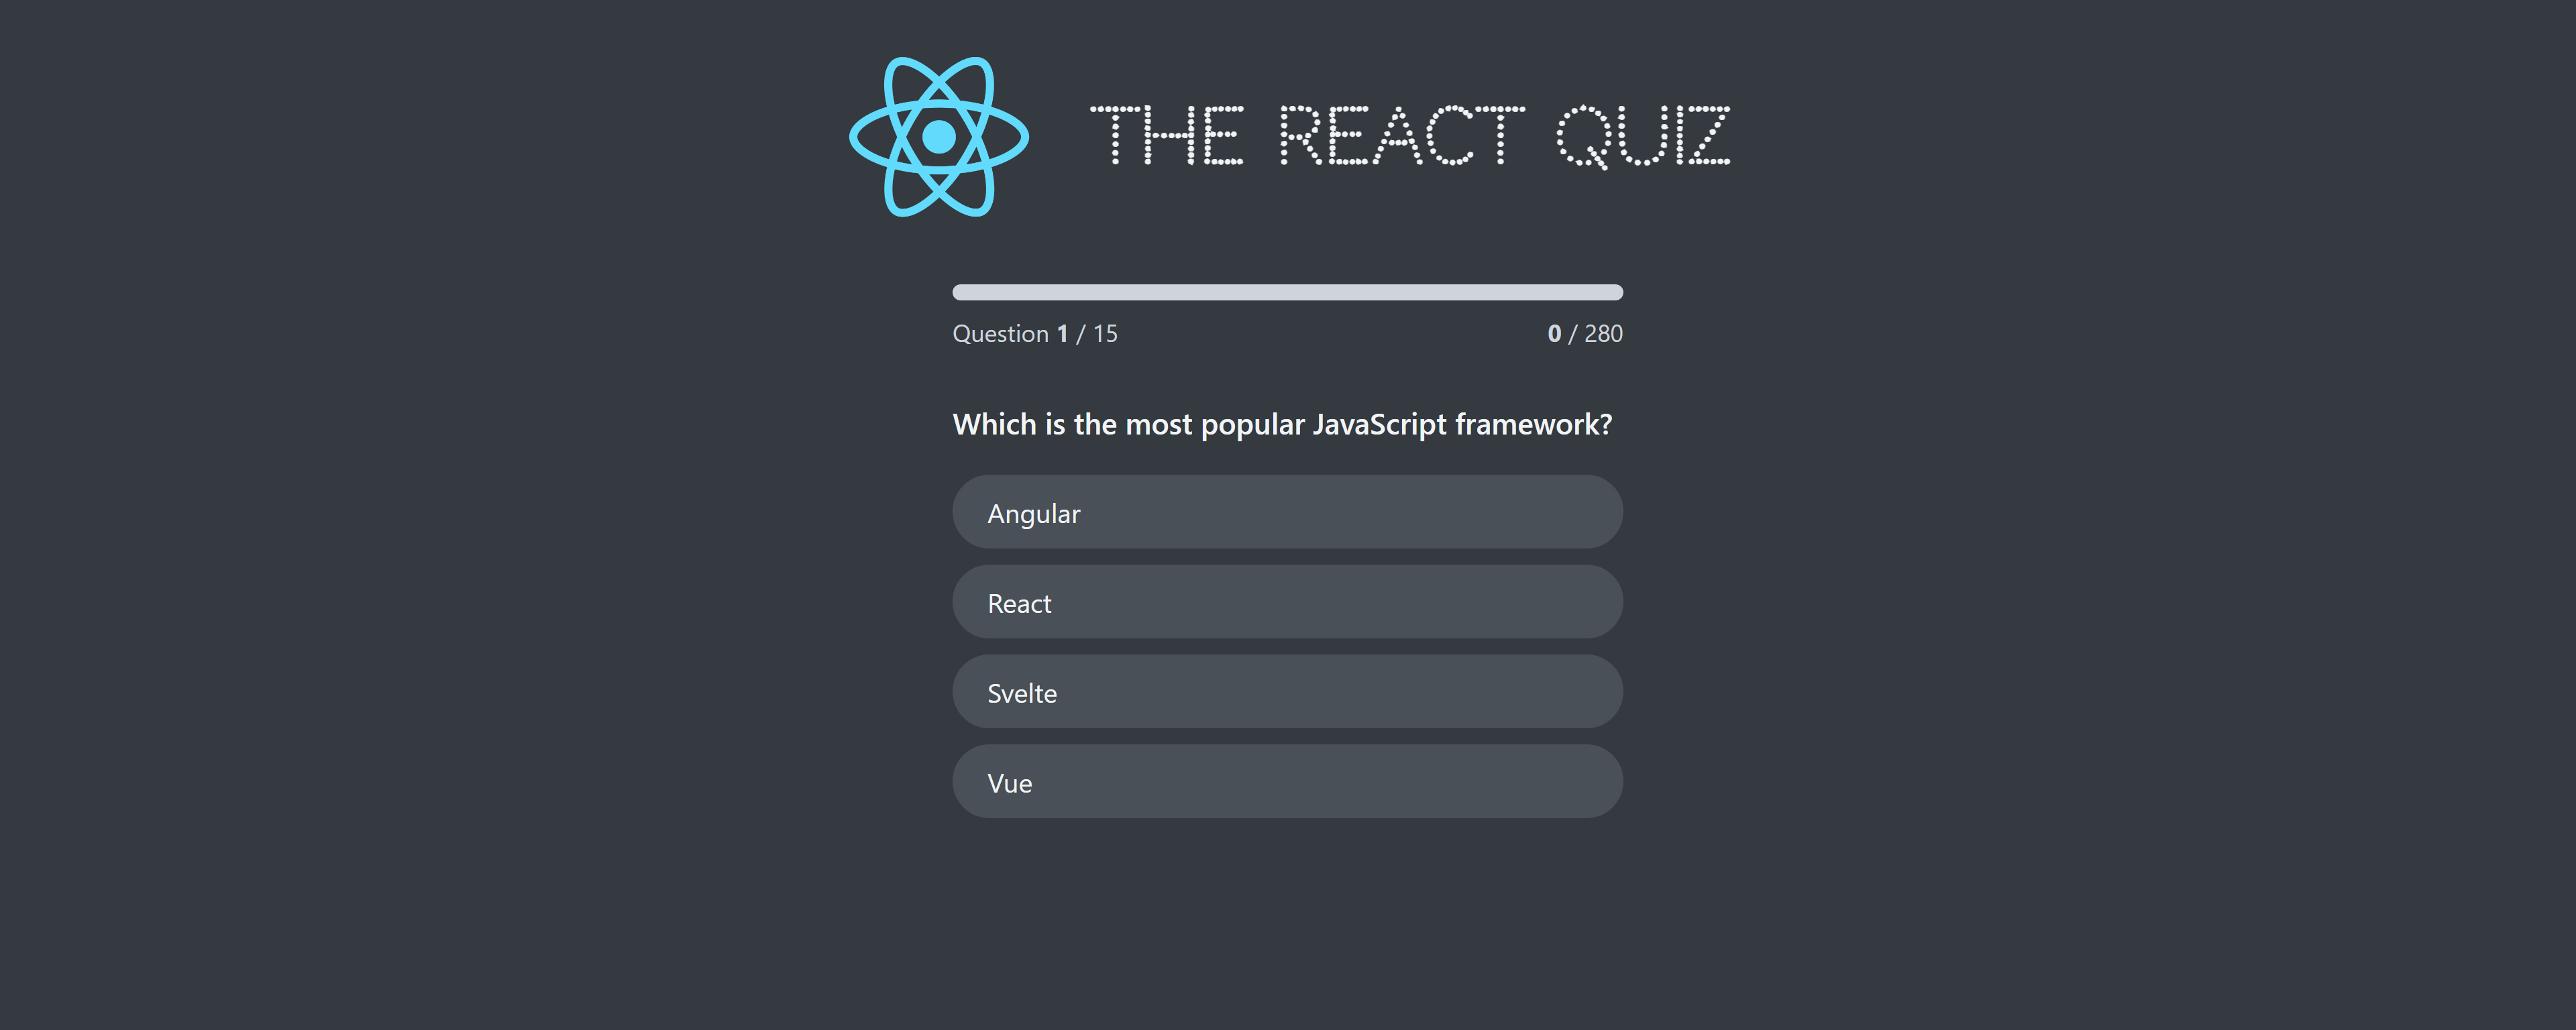 THE REACT QUIZ
Question 1 / 15
0 / 280
Which is the most popular JavaScript framework?
Angular
React
Svelte
Vue